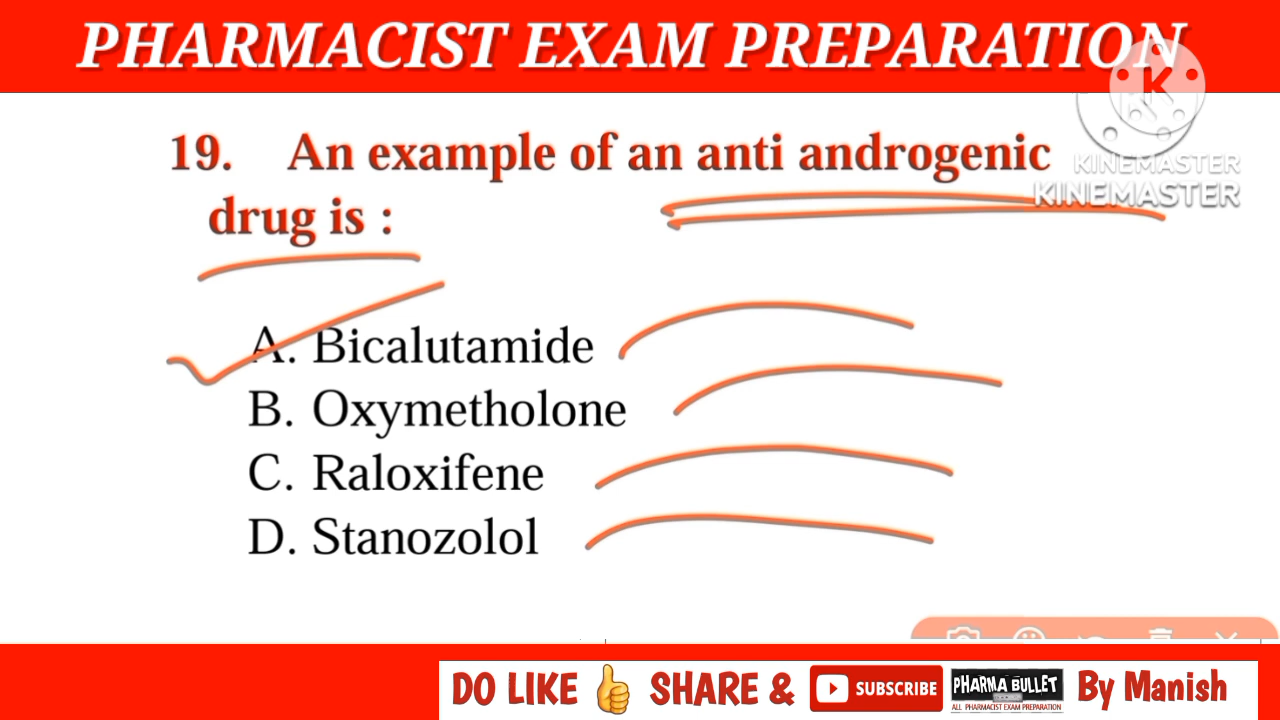 PHARMACIST EXAM PREPARATION
KINEMASTER
KINEMASTER
19. An example of an anti androgenic
drug is :
A. Bicalutamide
B. Oxymetholone
C. Raloxifene
D. Stanozolol
DO LIKE SHARE & SUBSCRIBE PHARMA BULLET By Manish
ALL PHARMACIST EXAM PREPARATION